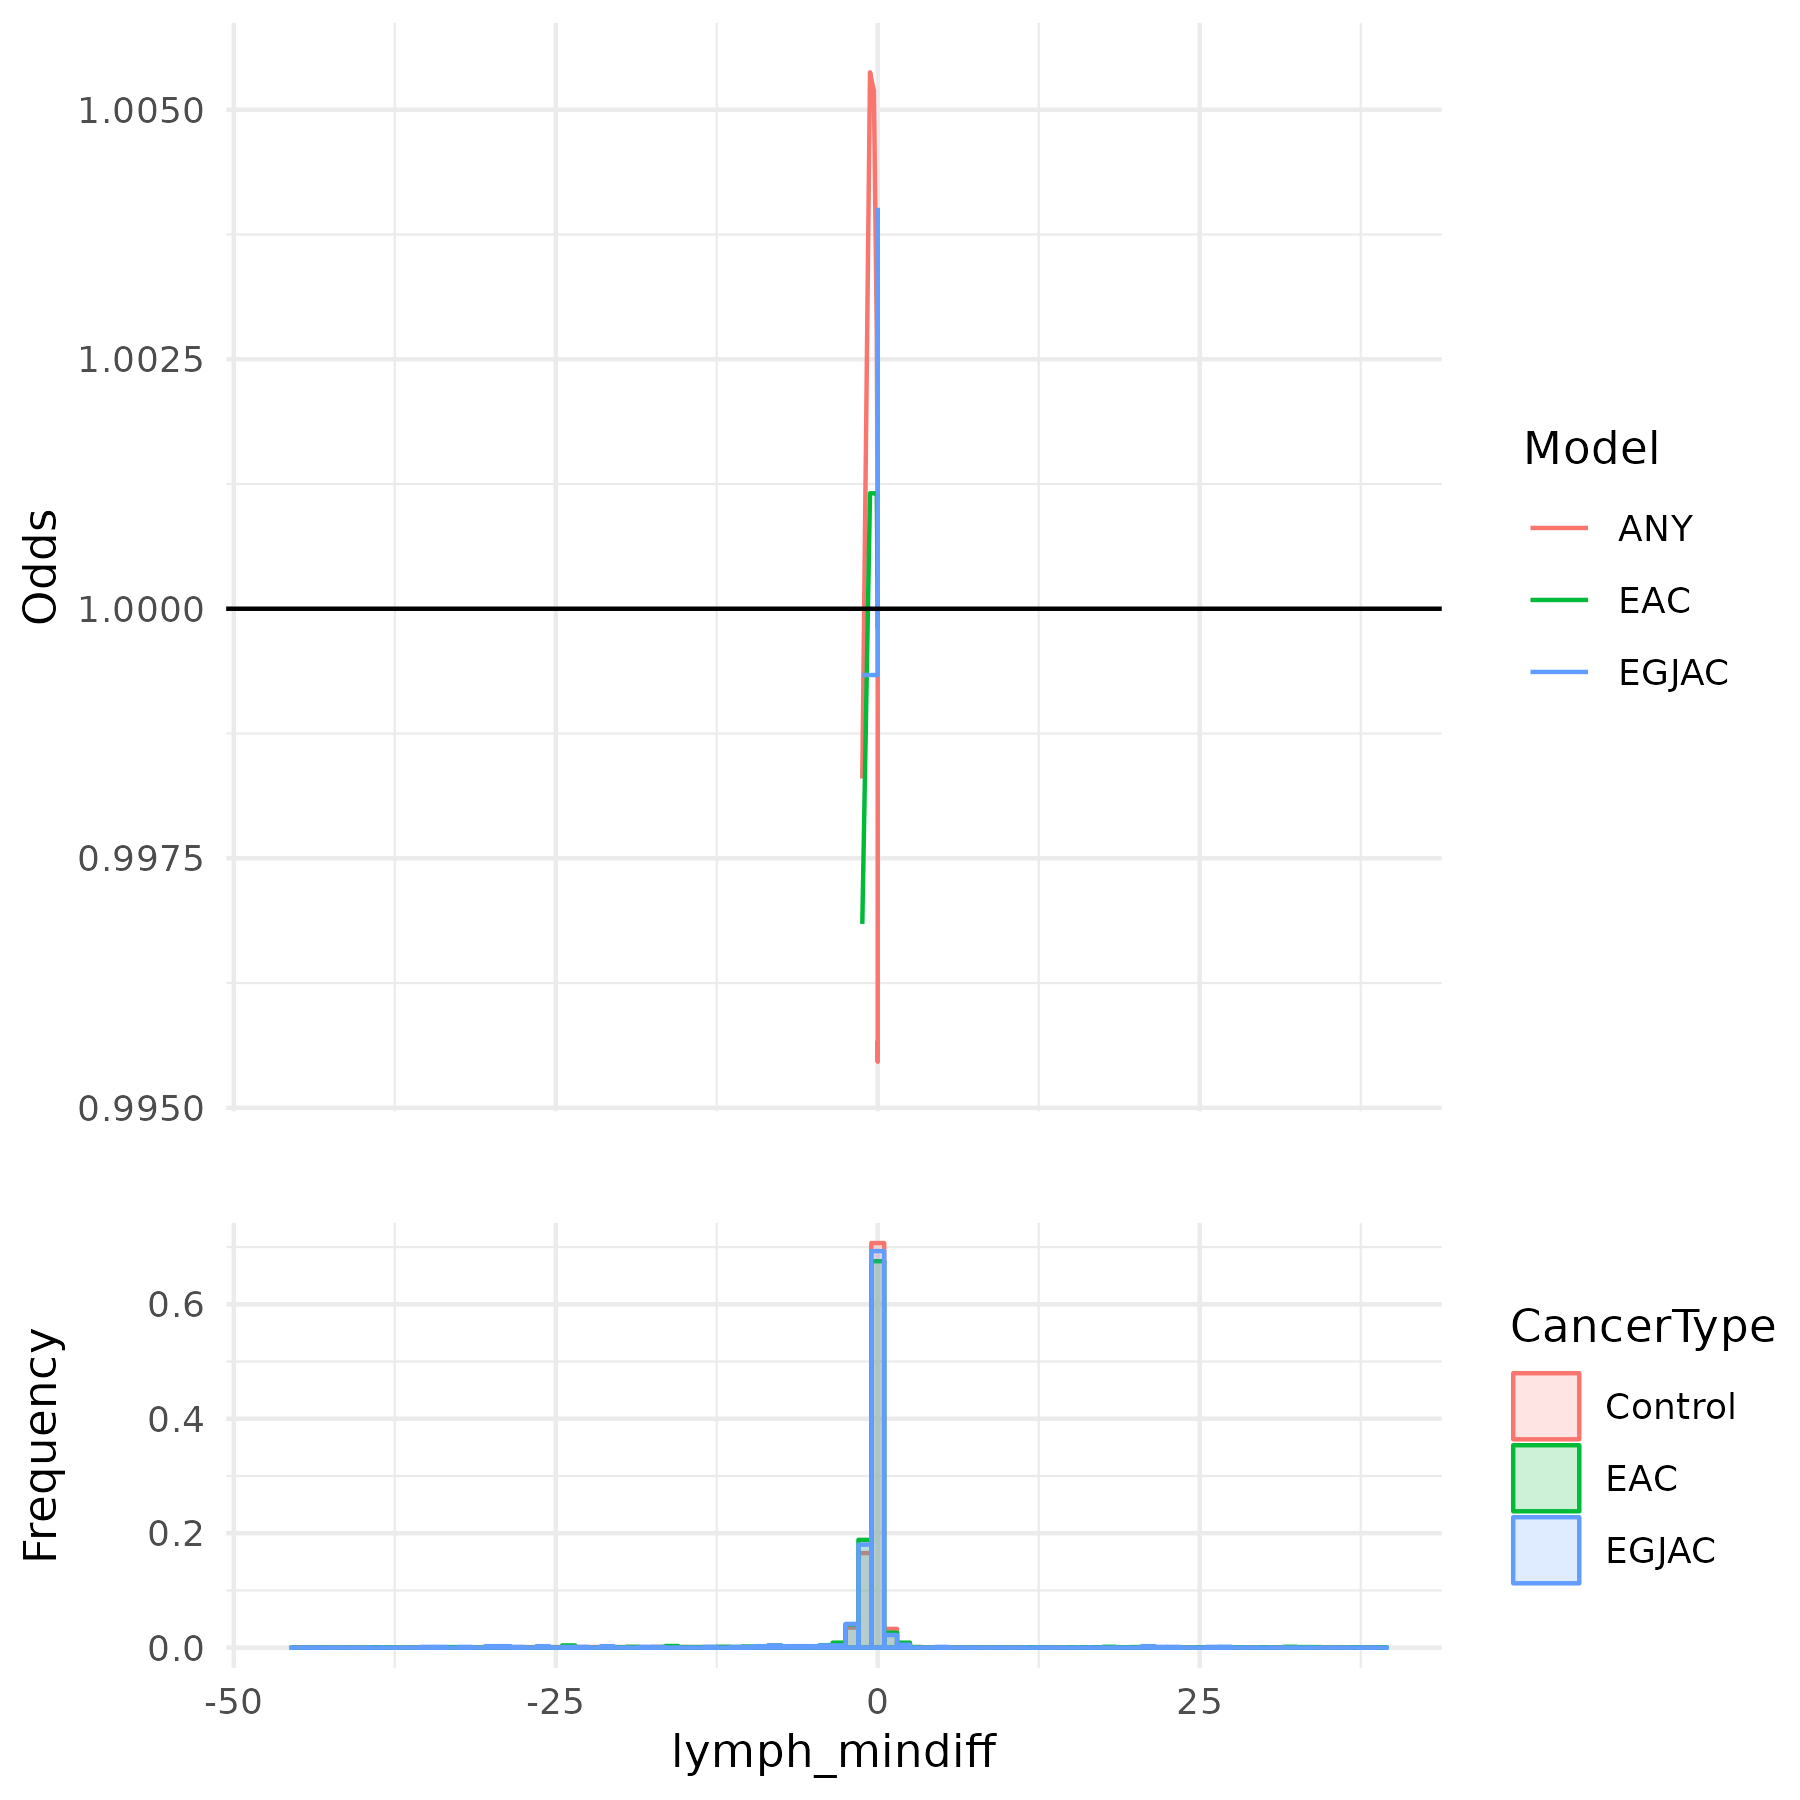 1.0050
1.0025
1.0000
0.9975
0.9950
Odds
Model
ANY
EAC
EGJAC
0.6
0.4
0.2
0.0
Frequency
-50
-25
0
25
lymph_mindiff
CancerType
Control
EAC
EGJAC